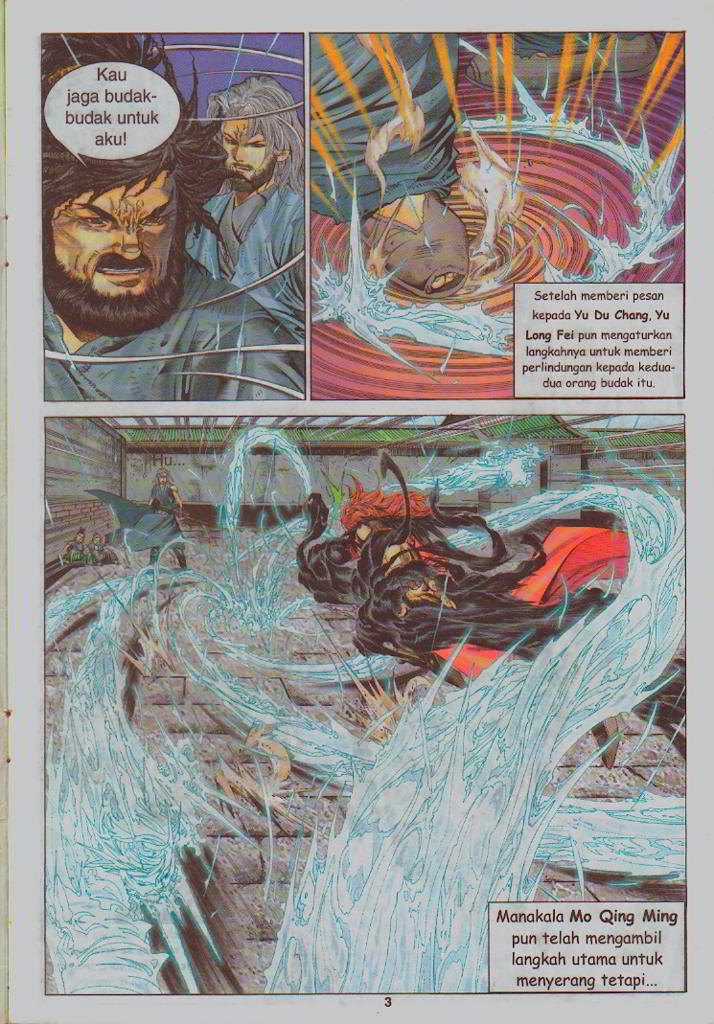 Kau
jaga budak-
budak untuk
aku!
Setelah memberi pesan
kepada Yu Du Chang, Yu
Long Fei pun mengaturkan
langkahnya untuk memberi
perlindungan kepada kedua-
dua orang budak itu.
Hu...
Manakala Mo Qing Ming
pun telah mengambil
langkah utama untuk
menyerang tetapi...
3